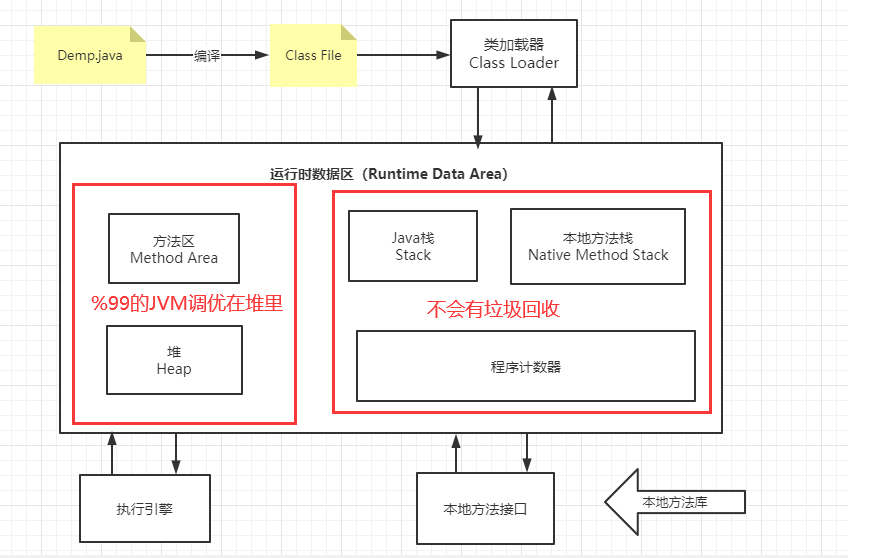 Demp.java
编译
Class File
类加载器
Class Loader
运行时数据区（Runtime Data Area）
方法区
Method Area
Java栈
Stack
本地方法栈
Native Method Stack
%99的JVM调优在堆里
不会有垃圾回收
堆
Heap
程序计数器
执行引擎
本地方法接口
本地方法库